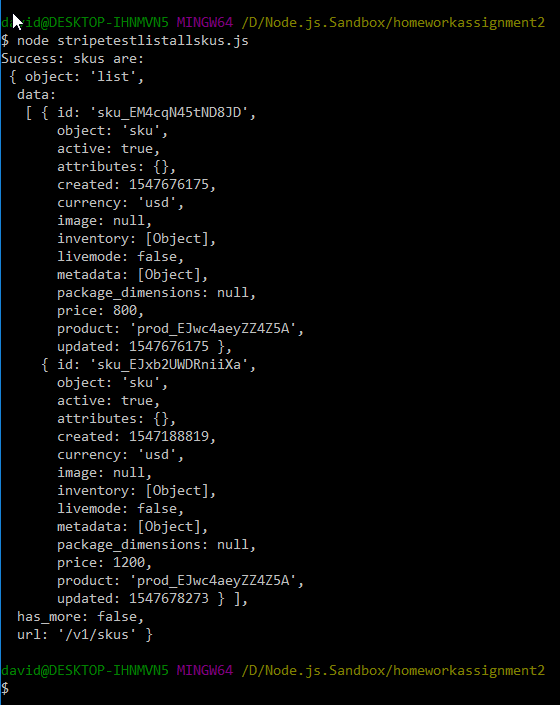 david@DESKTOP-IHNMVN5 MINGW64 /D/Node.js.Sandbox/homeworkassignment2
$ node stripetestlistallskus.js
Success: skus are:
 { object: 'list',
  data:
   [ { id: 'sku_EM4cqN45tND8JD',
       object: 'sku',
       active: true,
       attributes: {},
       created: 1547676175,
       currency: 'usd',
       image: null,
       inventory: [Object],
       livemode: false,
       metadata: [Object],
       package_dimensions: null,
       price: 800,
       product: 'prod_EJwc4aeyZZ4Z5A',
       updated: 1547676175 },
     { id: 'sku_EJxb2UWDRniiXa',
       object: 'sku',
       active: true,
       attributes: {},
       created: 1547188819,
       currency: 'usd',
       image: null,
       inventory: [Object],
       livemode: false,
       metadata: [Object],
       package_dimensions: null,
       price: 1200,
       product: 'prod_EJwc4aeyZZ4Z5A',
       updated: 1547678273 } ],
  has_more: false,
  url: '/v1/skus' }
david@DESKTOP-IHNMVN5 MINGW64 /D/Node.js.Sandbox/homeworkassignment2
$